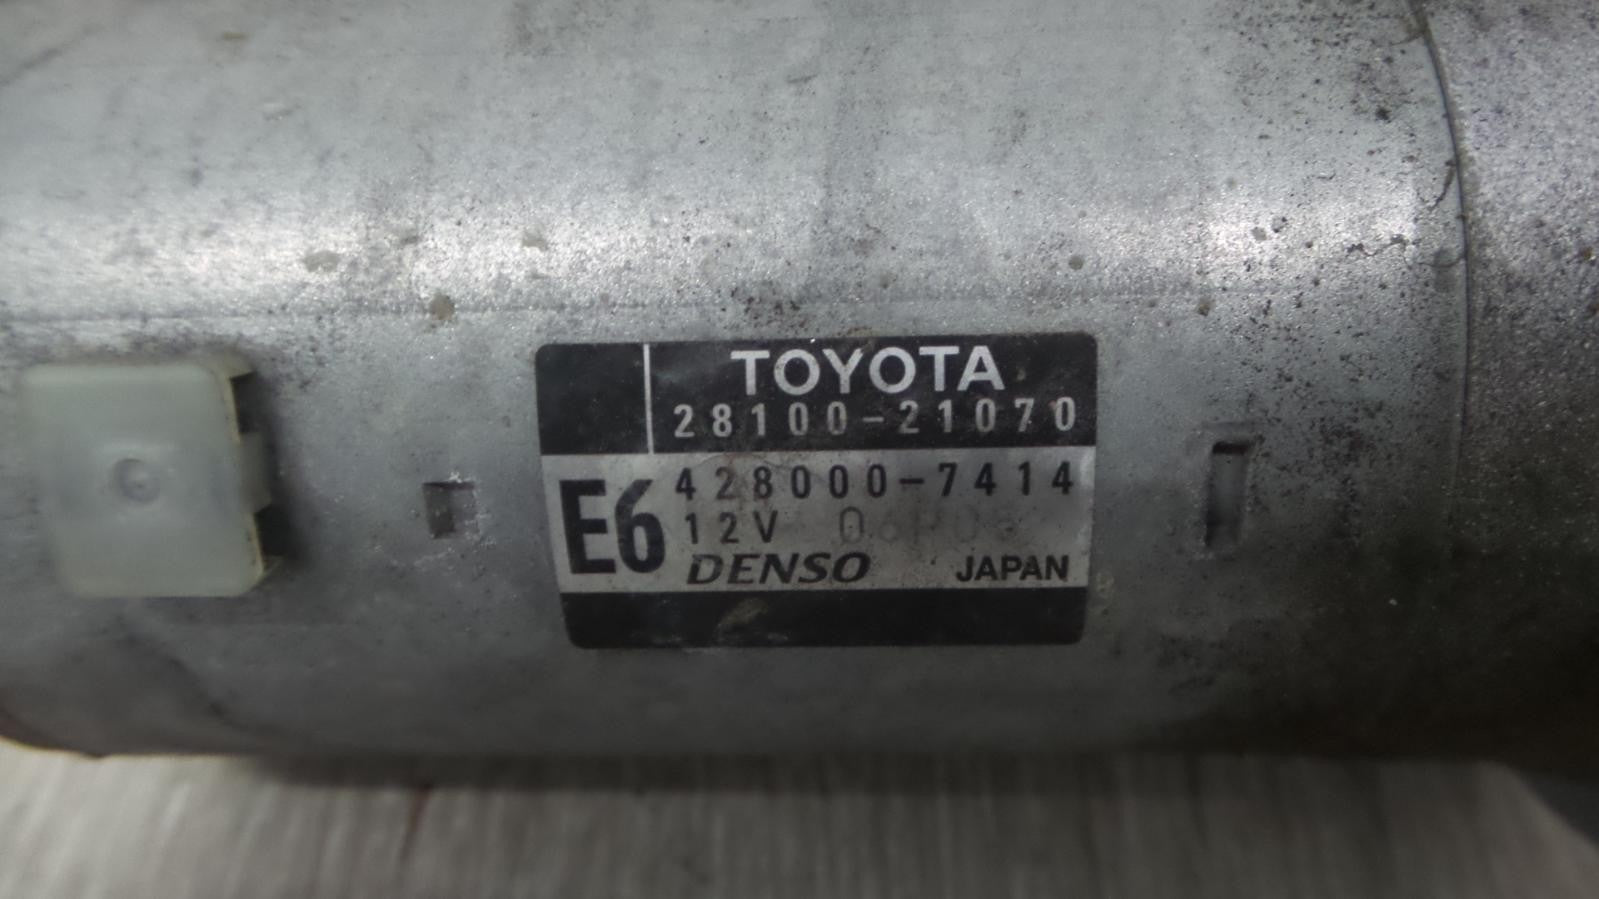 TOYOTA
28100-21070
E6
428000-7414
12V
DENSO JAPAN